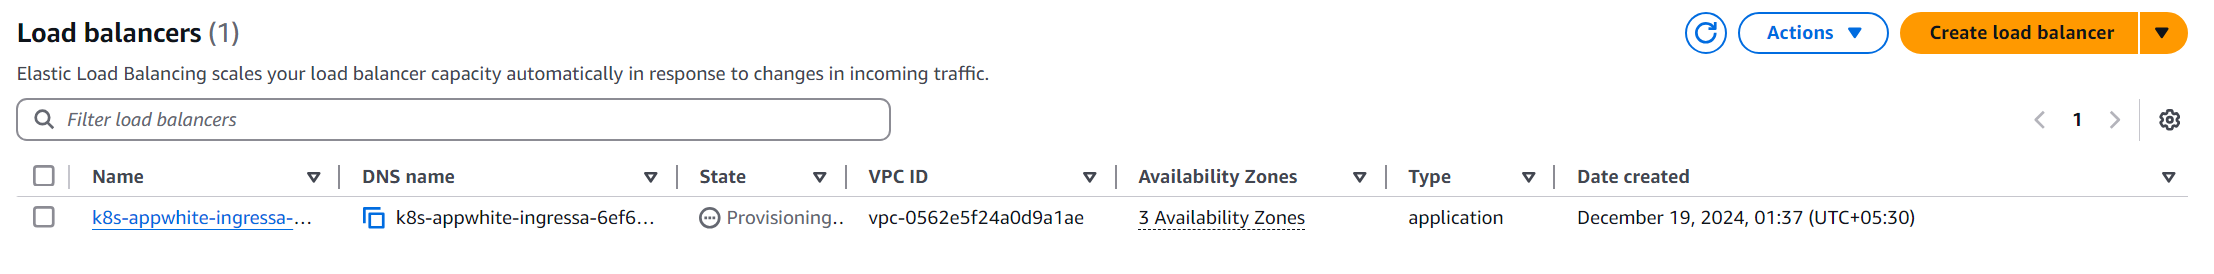 Load balancers (1)
Actions
Create load balancer
Elastic Load Balancing scales your load balancer capacity automatically in response to changes in incoming traffic.
Filter load balancers
1
Name DNS name State VPC ID Availability Zones Type Date created
k8s-appwhite-ingressa-... k8s-appwhite-ingressa-6ef6... Provisioning.. vpc-0562e5f24a0d9a1ae 3 Availability Zones application December 19, 2024, 01:37 (UTC+05:30)